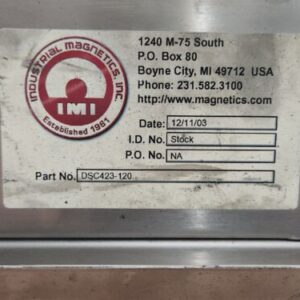 INDUSTRIAL MAGNETICS, INC.
IMI
Established 1961
1240 M-75 South
P.O. Box 80
Boyne City, MI 49712 USA
Phone: 231.582.3100
http://www.magnetics.com
Date: 12/11/03
I.D. No. Stock
P.O. No. NA
Part No. DSC423-120